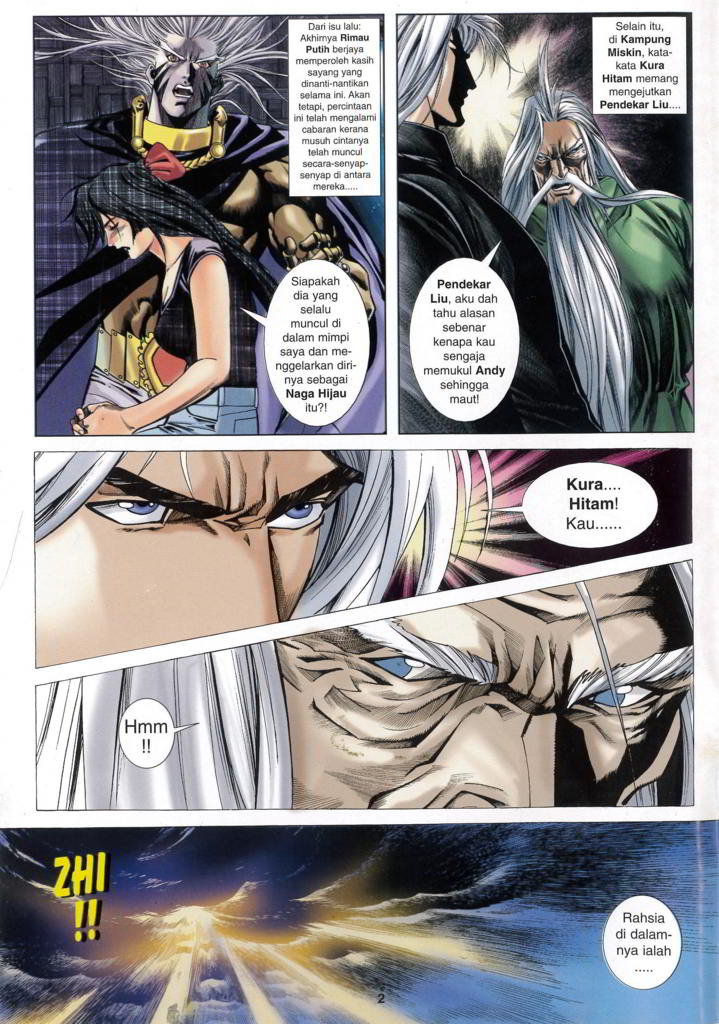 Dari isu lalu:
Akhirnya Rimau
Putih berjaya
memperoleh kasih
sayang yang
dinanti-nantikan
selama ini. Akan
tetapi, percintaan
ini telah mengalami
cabaran kerana
musuh cintanya
telah muncul
secara-senyap-
senyap di antara
mereka.....
Siapakah
dia yang
selalu
muncul di
dalam mimpi
saya dan me-
nggelarkan diri-
nya sebagai
Naga Hijau
itu?!
Selain itu,
di Kampung
Miskin, kata-
kata Kura
Hitam memang
mengejutkan
Pendekar Liu....
Pendekar
Liu, aku dah
tahu alasan
sebenar
kenapa kau
sengaja
memukul Andy
sehingga
maut!
Kura....
Hitam!
Kau......
Hmm
!!
ZHI
!!
Rahsia
di dalam-
nya ialah
.....
2